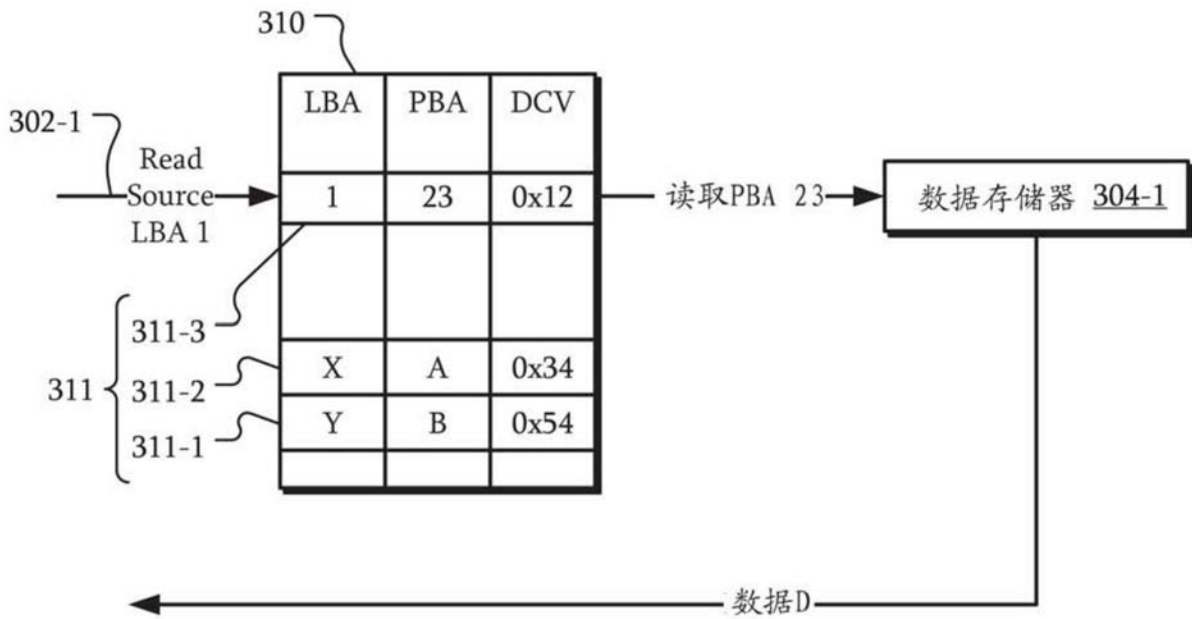 310
LBA PBA DCV
302-1
Read
Source
LBA 1
1 23 0x12
读取PBA 23
数据存储器 304-1
311-3
X A 0x34
311
311-2
Y B 0x54
311-1
数据D